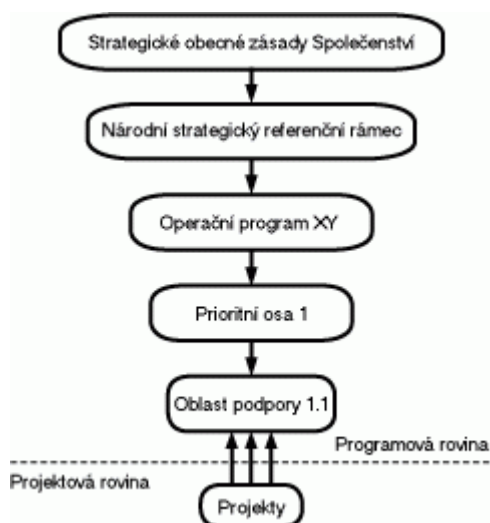 Strategické obecné zásady Společenství
Národní strategický referenční rámec
Operační program XY
Prioritní osa 1
Oblast podpory 1.1
Programová rovina
Projektová rovina
Projekty